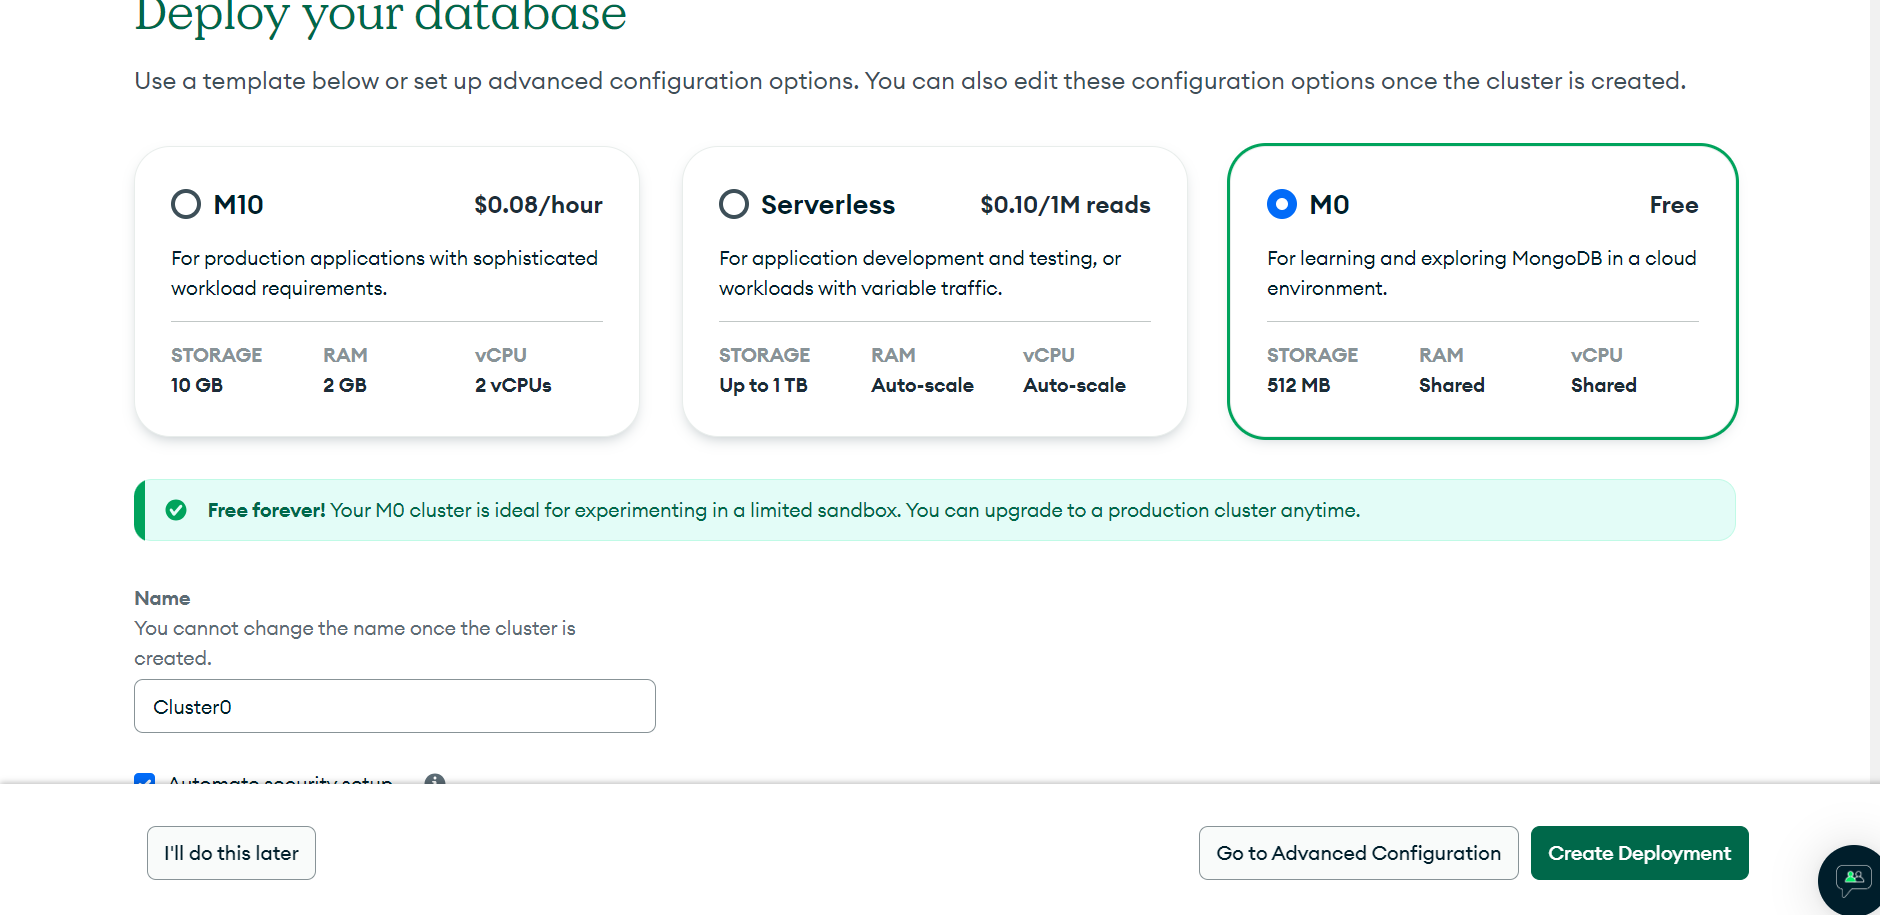 Deploy your database
Use a template below or set up advanced configuration options. You can also edit these configuration options once the cluster is created.
M10 $0.08/hour
For production applications with sophisticated
workload requirements.
STORAGE RAM vCPU
10 GB 2 GB 2 vCPUs
Serverless $0.10/1M reads
For application development and testing, or
workloads with variable traffic.
STORAGE RAM vCPU
Up to 1 TB Auto-scale Auto-scale
M0 Free
For learning and exploring MongoDB in a cloud
environment.
STORAGE RAM vCPU
512 MB Shared Shared
Free forever! Your M0 cluster is ideal for experimenting in a limited sandbox. You can upgrade to a production cluster anytime.
Name
You cannot change the name once the cluster is
created.
Cluster0
Automate security setup
I'll do this later
Go to Advanced Configuration
Create Deployment